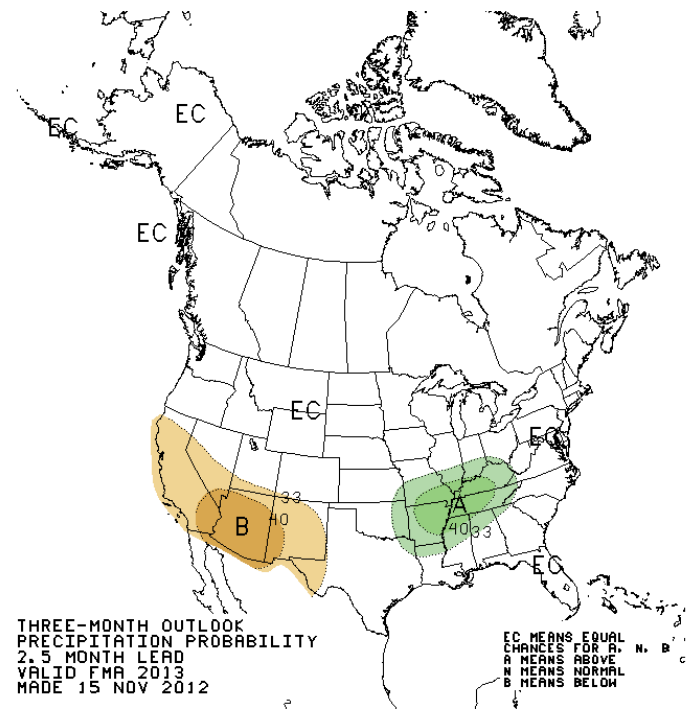 EC
EC
EC
EC
EC
33
40
B
A
40
33
EC
THREE-MONTH OUTLOOK
PRECIPITATION PROBABILITY
2.5 MONTH LEAD
VALID FMA 2013
MADE 15 NOV 2012
EC MEANS EQUAL
CHANCES FOR A, N, B
A MEANS ABOVE
N MEANS NORMAL
B MEANS BELOW